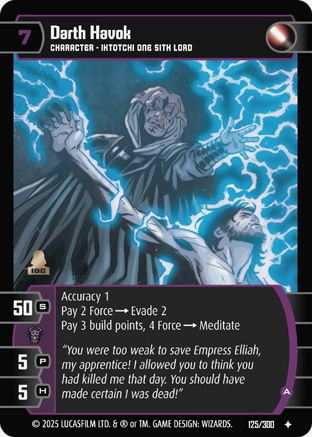 7
Darth Havok
CHARACTER - IKTOTCHI ONE SITH LORD
IDC
50 S
5 P
5 H
Accuracy 1
Pay 2 Force → Evade 2
Pay 3 build points, 4 Force → Meditate
“You were too weak to save Empress Elliah,
my apprentice! I allowed you to think you
had killed me that day. You should have
made certain I was dead!”
A
© 2025 LUCASFILM LTD. & ® or TM. GAME DESIGN: WIZARDS. 125/300